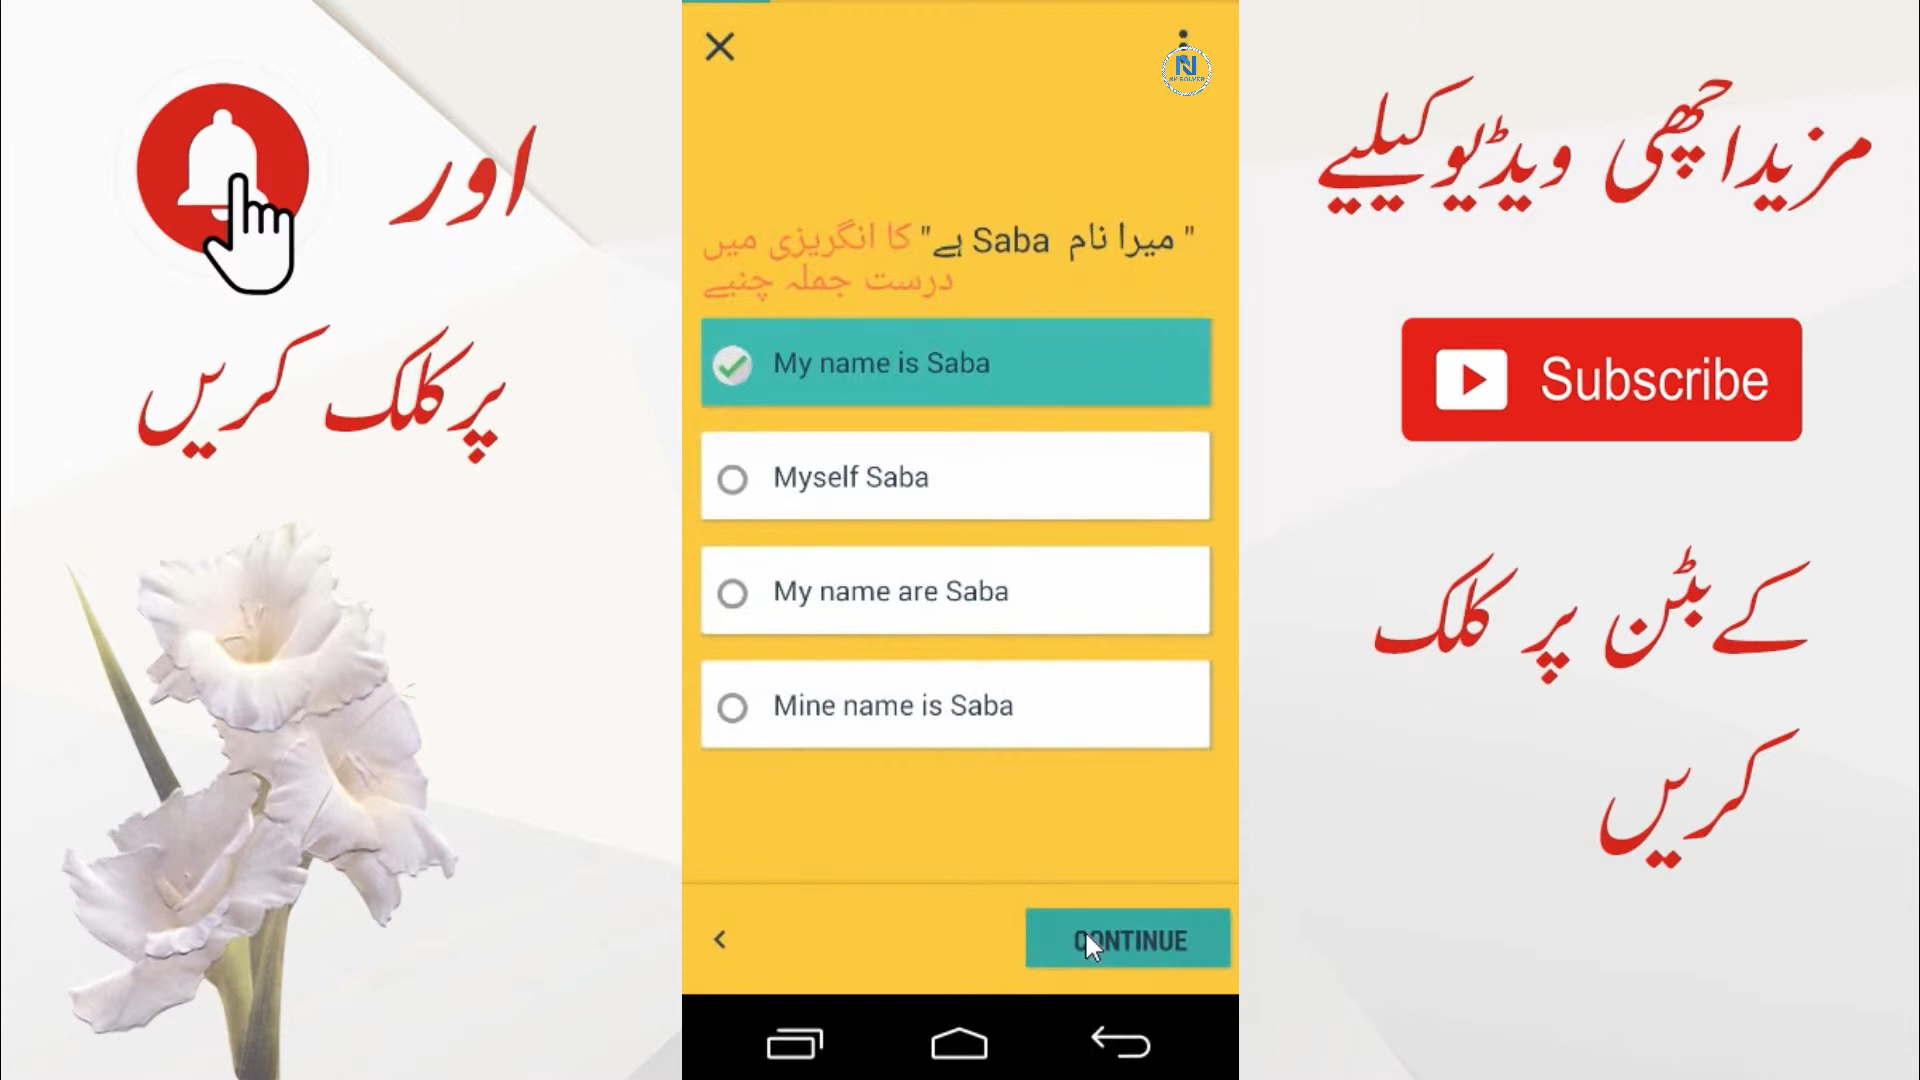 اور
پر کلک کریں
" میرا نام Saba ہے" کا انگریزی میں
درست جملہ چنیے
My name is Saba
Myself Saba
My name are Saba
Mine name is Saba
CONTINUE
مزید اچھی ویڈیو کیلیے
Subscribe
کے بٹن پر کلک
کریں